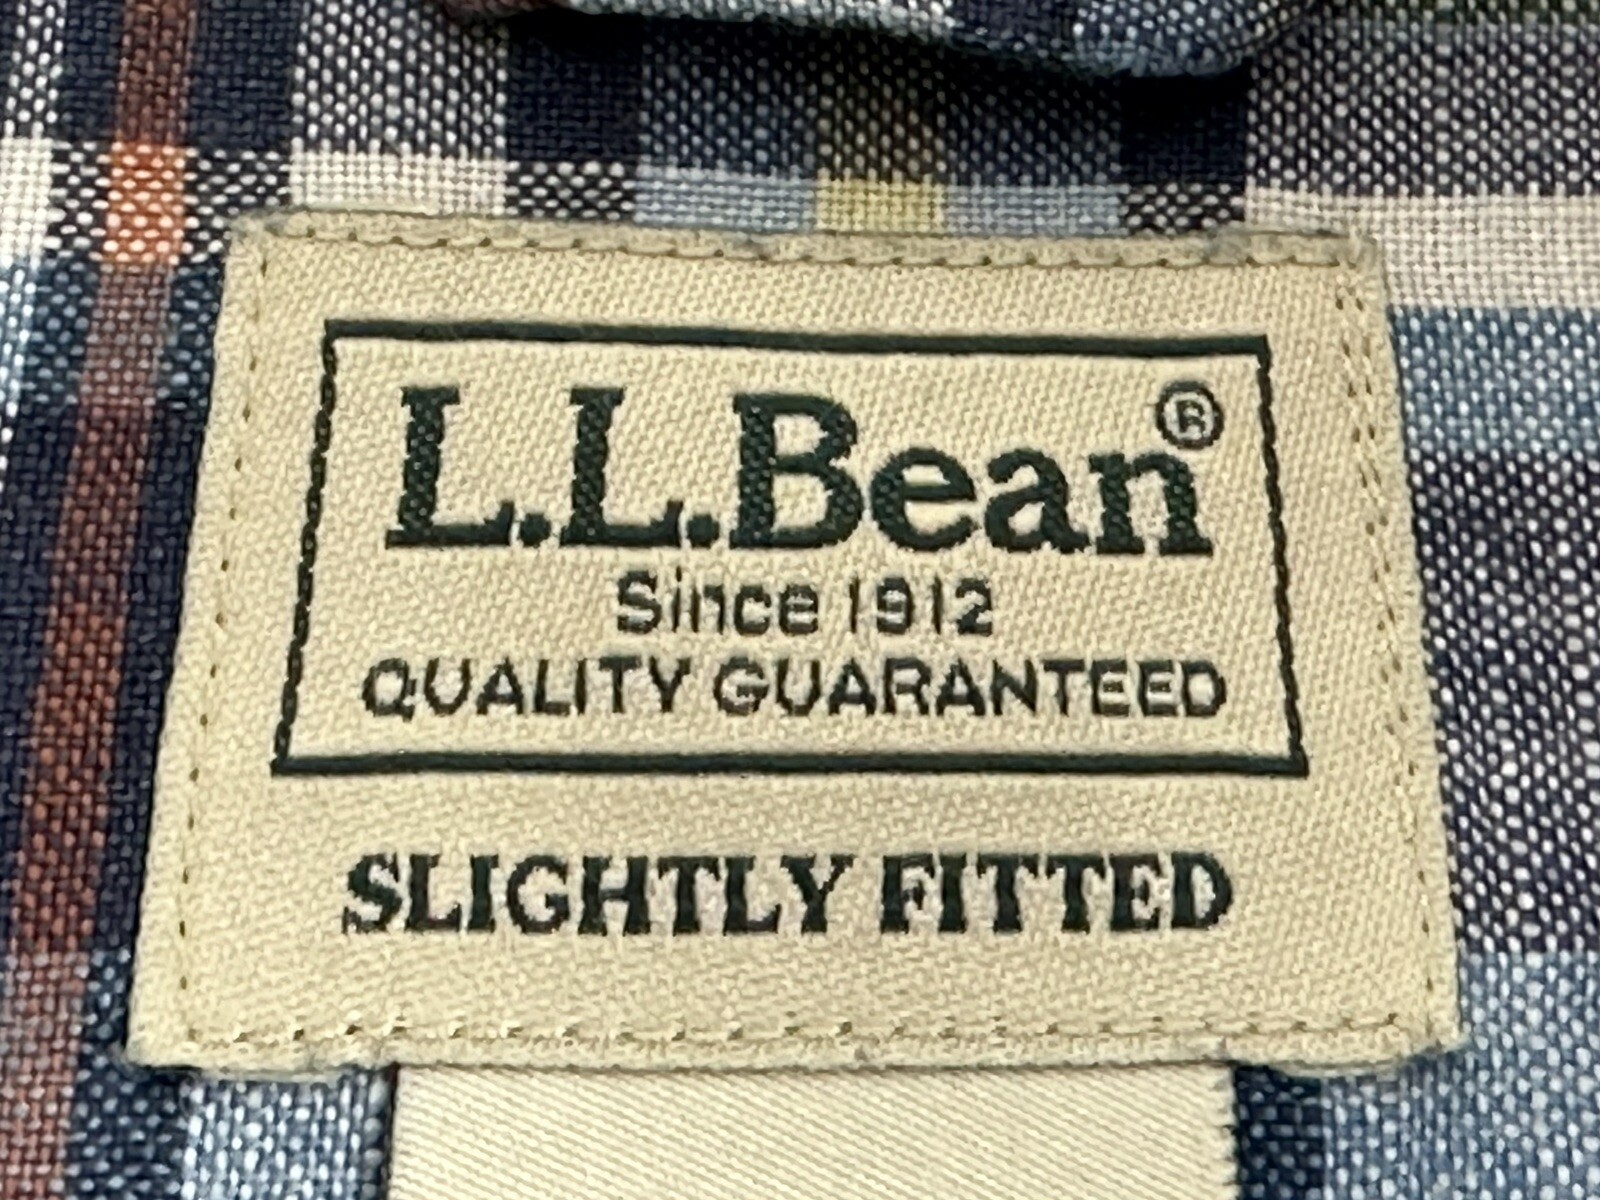 L.L.Bean®
Since 1912
QUALITY GUARANTEED
SLIGHTLY FITTED